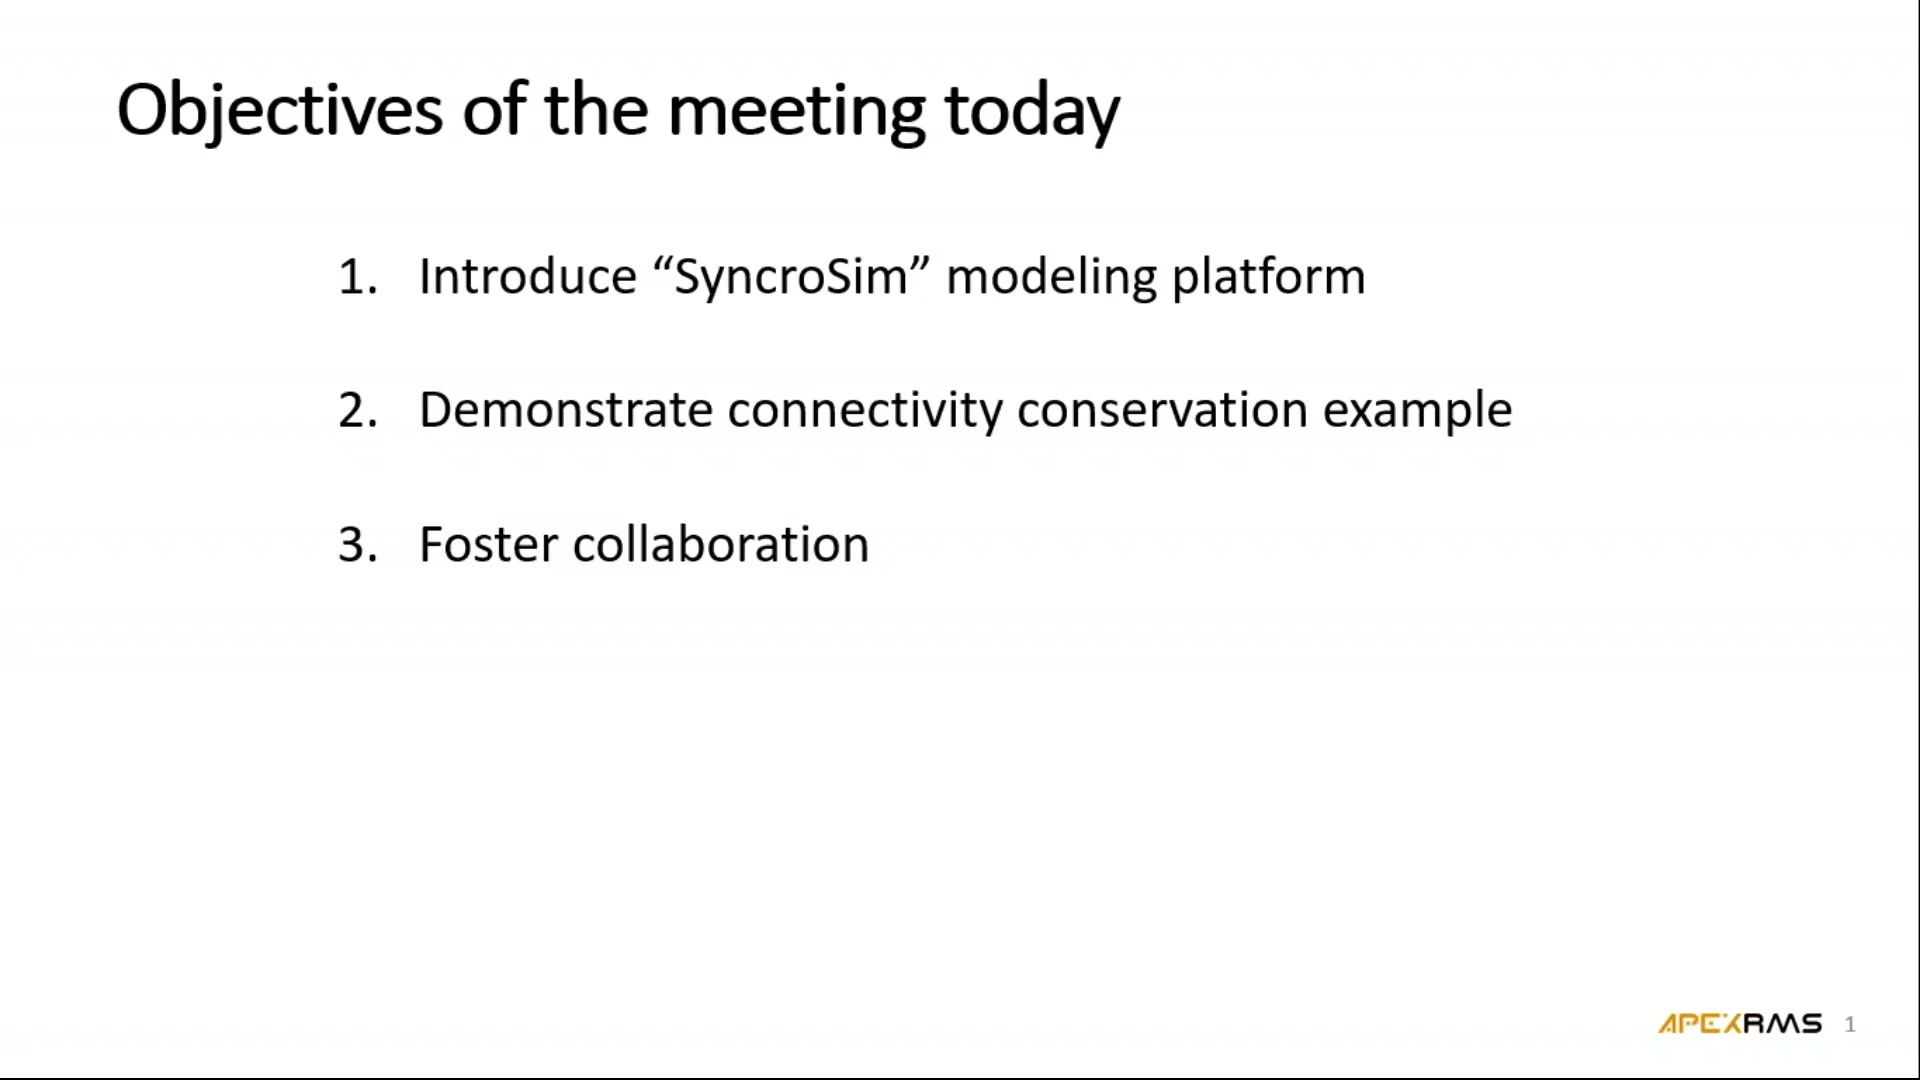 Objectives of the meeting today
1. Introduce “SyncroSim” modeling platform
2. Demonstrate connectivity conservation example
3. Foster collaboration
APEXRMS 1